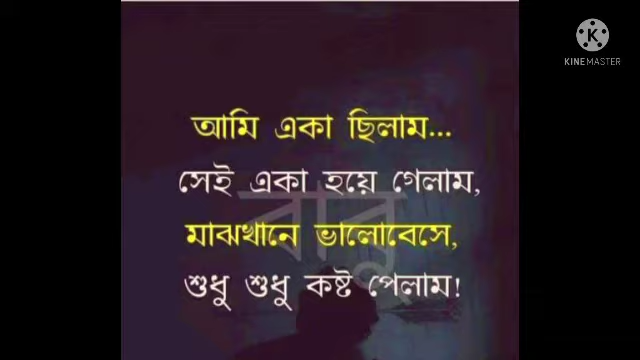 KINEMASTER
আমি একা ছিলাম...
সেই একা হয়ে গেলাম,
মাঝখানে ভালোবেসে,
শুধু শুধু কষ্ট পেলাম!
বাবু